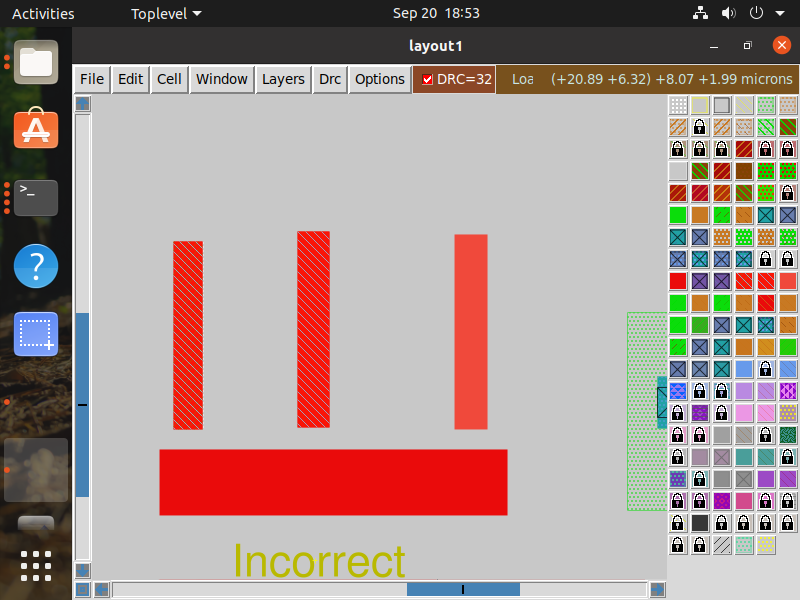 Activities Toplevel Sep 20 18:53
layout1
File Edit Cell Window Layers Drc Options DRC=32 Loa (+20.89 +6.32) +8.07 +1.99 microns
>_
?
Incorrect